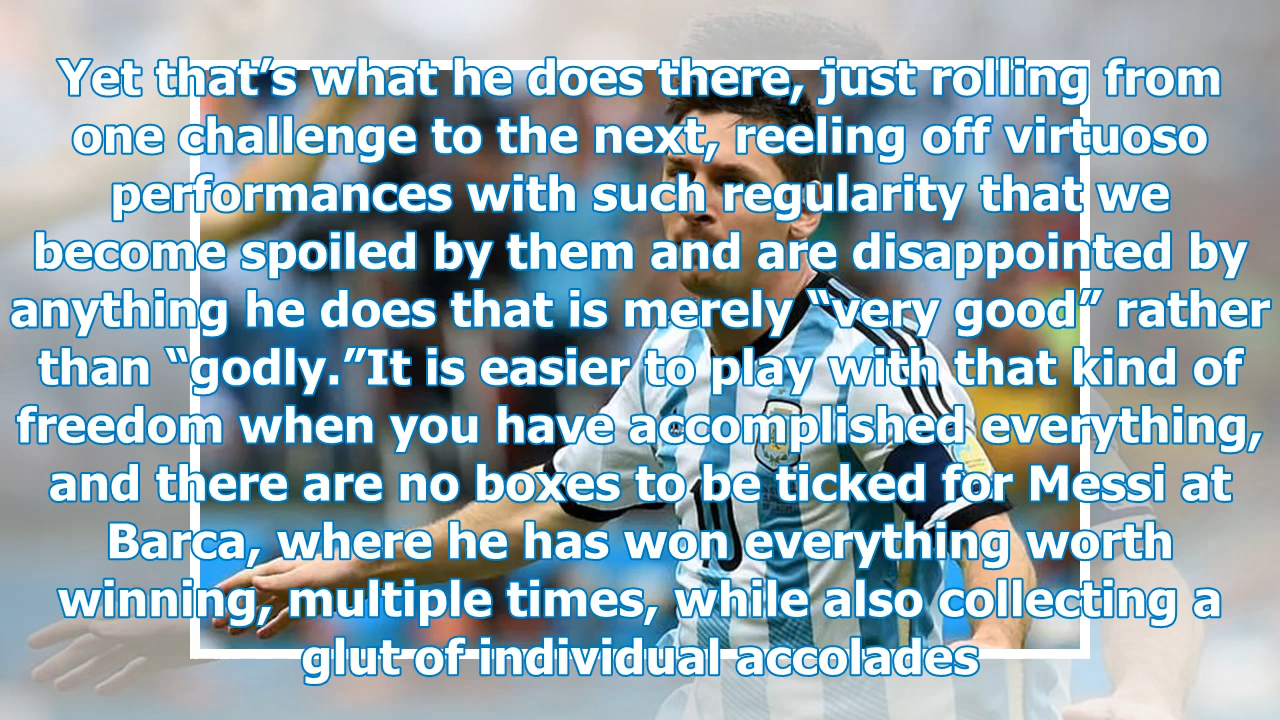 Yet that’s what he does there, just rolling from
one challenge to the next, reeling off virtuoso
performances with such regularity that we
become spoiled by them and are disappointed by
anything he does that is merely “very good” rather
than “godly.”It is easier to play with that kind of
freedom when you have accomplished everything,
and there are no boxes to be ticked for Messi at
Barca, where he has won everything worth
winning, multiple times, while also collecting a
glut of individual accolades
10